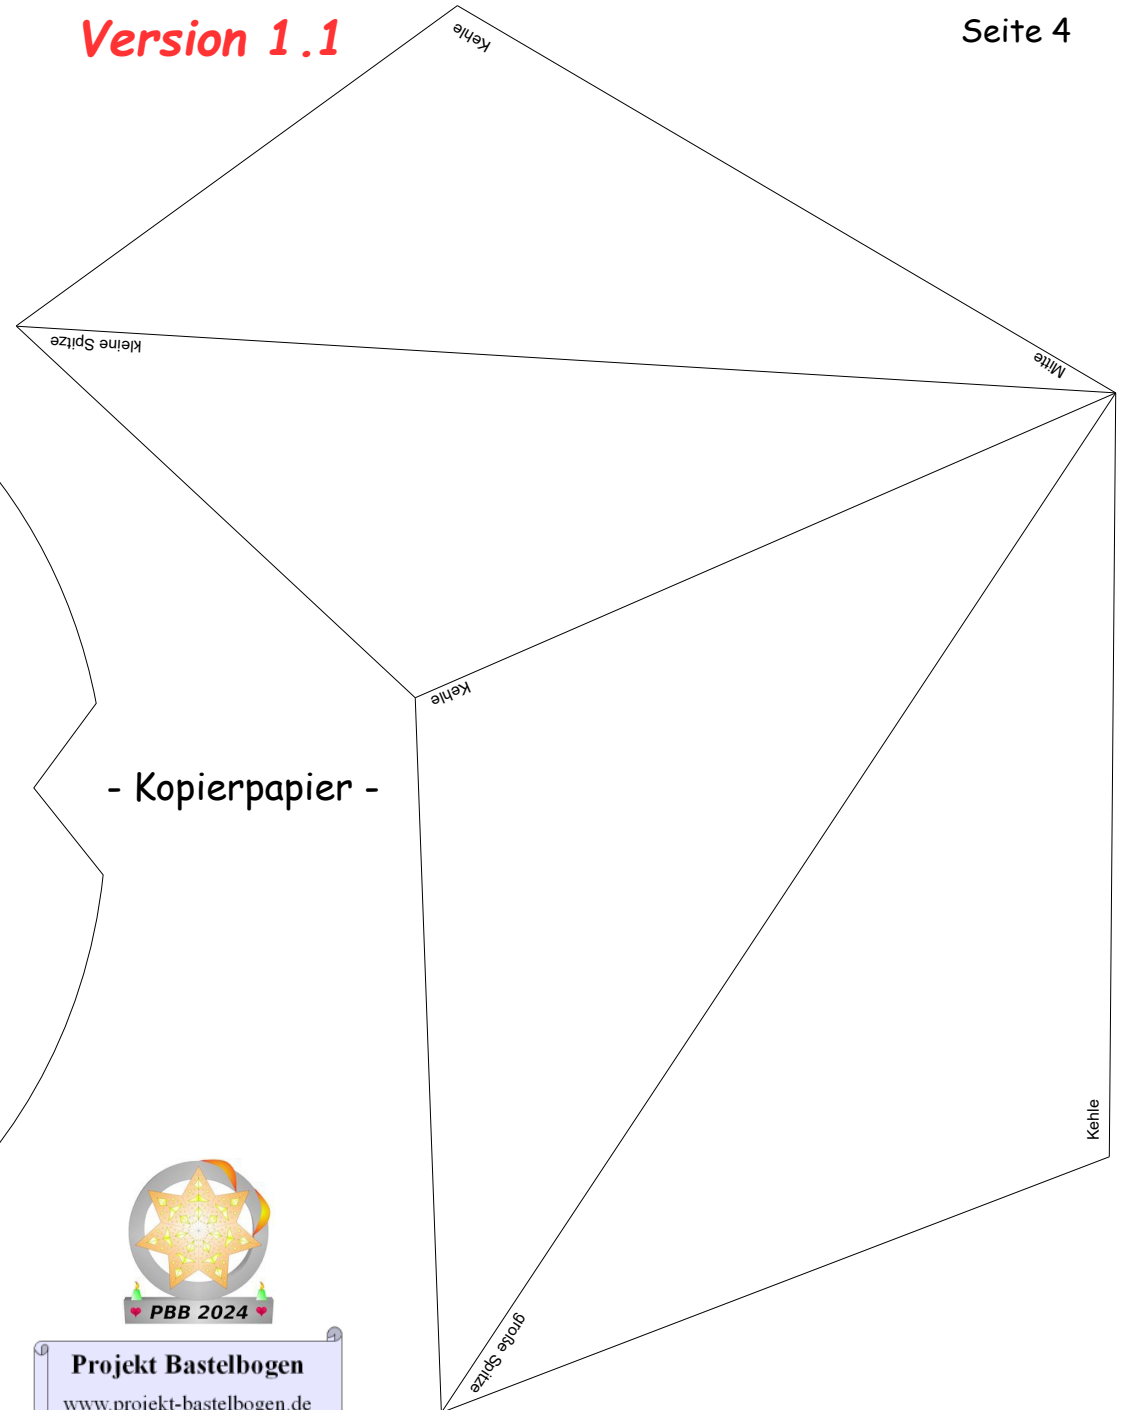 Version 1.1
Seite 4
Kehle
kleine Spitze
Mitte
Kehle
- Kopierpapier -
Kehle
große Spitze
PBB 2024
Projekt Bastelbogen
www.projekt-bastelbogen.de